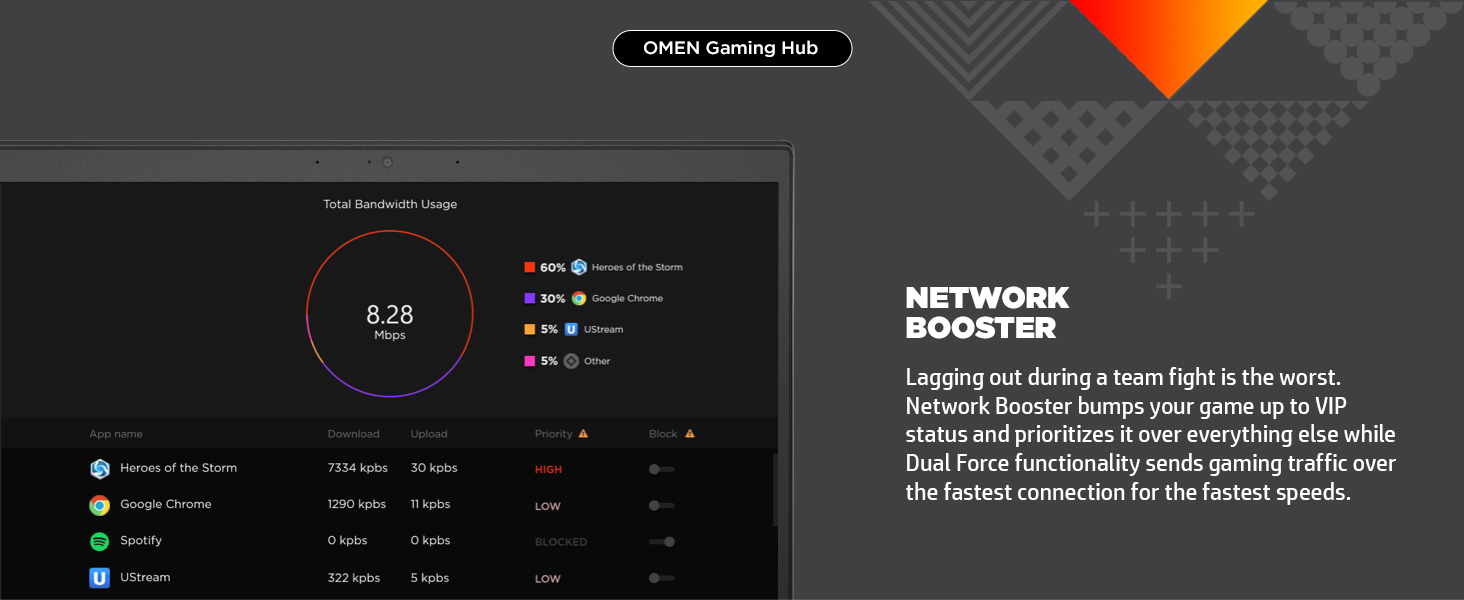 OMEN Gaming Hub
Total Bandwidth Usage
8.28
Mbps
60% Heroes of the Storm
30% Google Chrome
5% U UStream
5% Other
App name Download Upload Priority Block
Heroes of the Storm 7334 kpbs 30 kpbs HIGH
Google Chrome 1290 kpbs 11 kpbs LOW
Spotify 0 kpbs 0 kpbs BLOCKED
U UStream 322 kpbs 5 kpbs LOW
NETWORK
BOOSTER
Lagging out during a team fight is the worst.
Network Booster bumps your game up to VIP
status and prioritizes it over everything else while
Dual Force functionality sends gaming traffic over
the fastest connection for the fastest speeds.